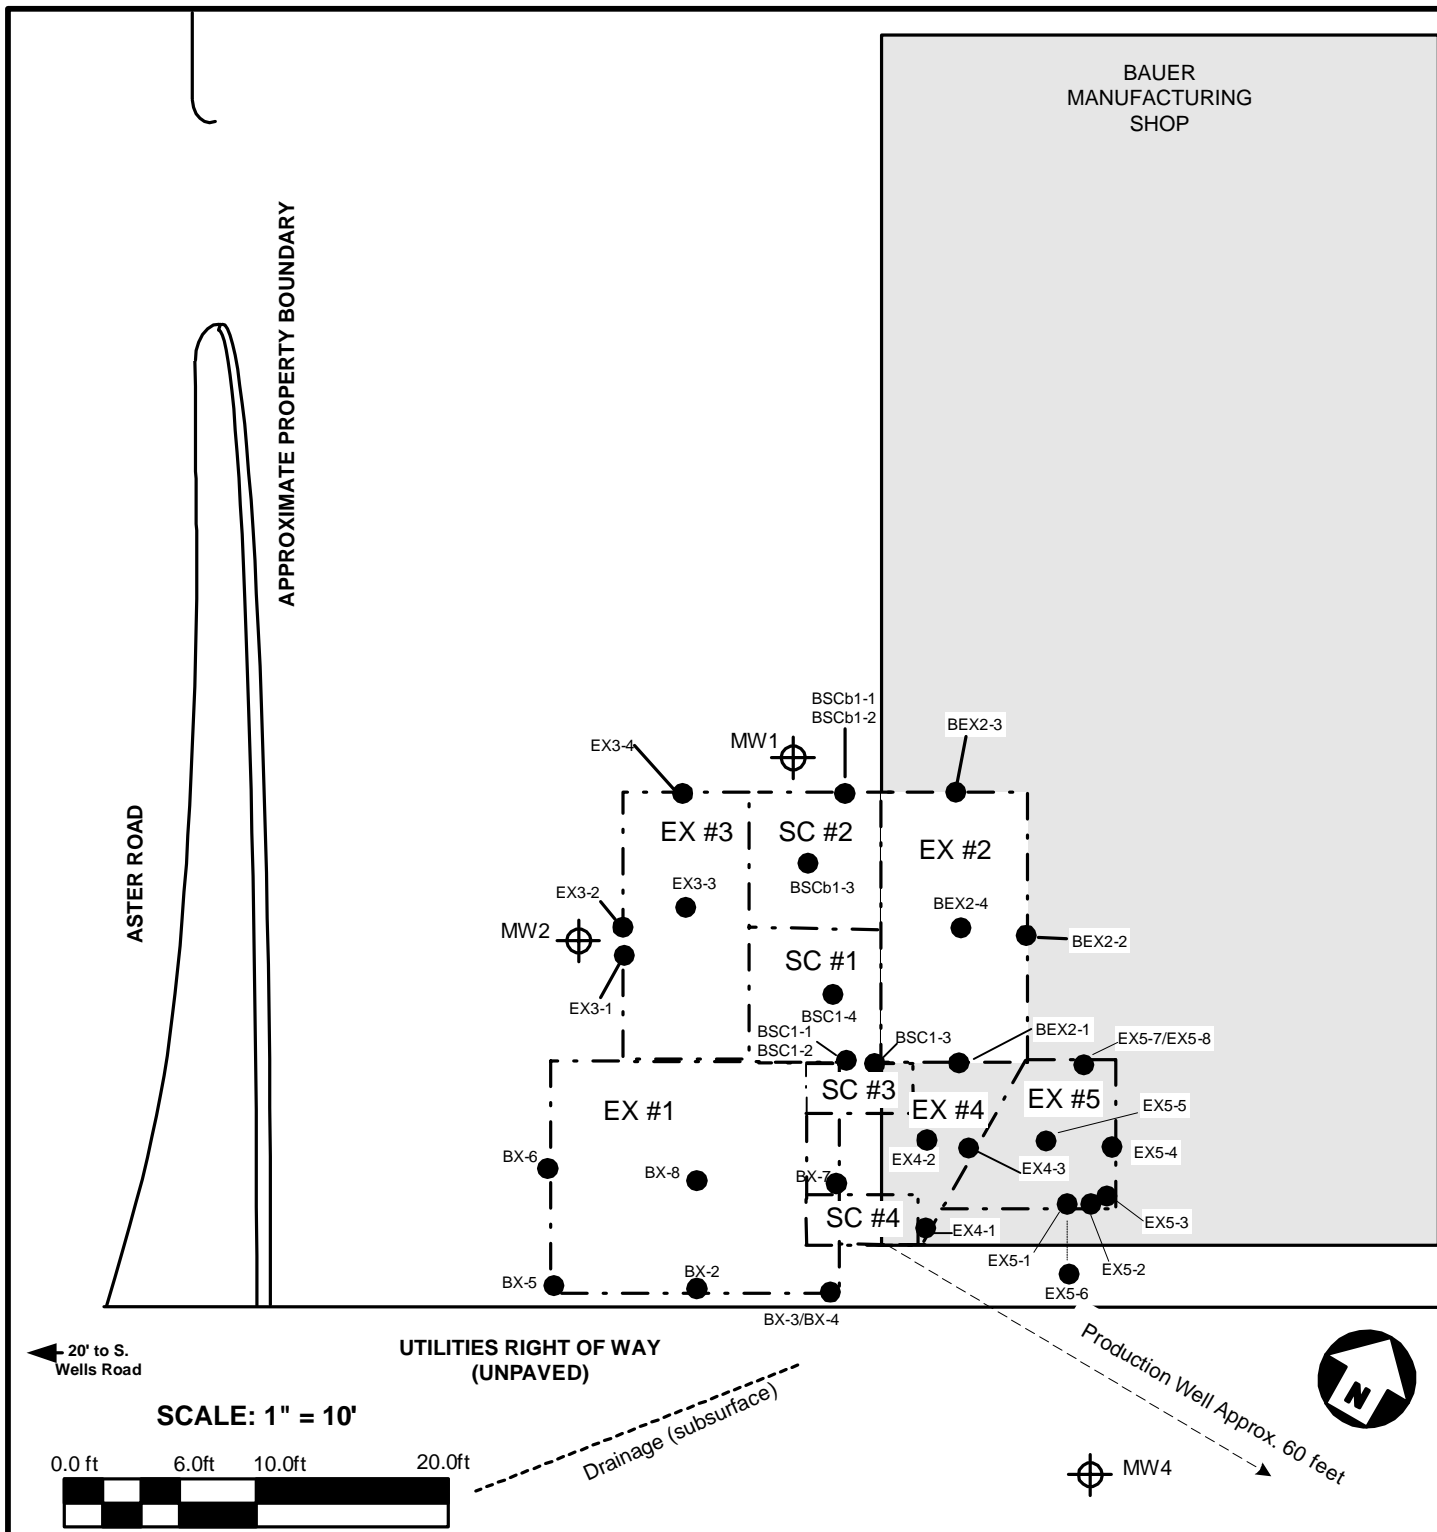 BAUER
MANUFACTURING
SHOP
APPROXIMATE PROPERTY BOUNDARY
ASTER ROAD
BSCb1-1
BSCb1-2
BEX2-3
MW1
EX3-4
EX #3
SC #2
EX #2
BSCb1-3
EX3-2
EX3-3
BEX2-4
MW2
BEX2-2
SC #1
EX3-1
BSC1-4
BSC1-1
BSC1-2
BSC1-3
BEX2-1
EX5-7/EX5-8
SC #3
EX #1
EX #4
EX #5
EX5-5
BX-6
BX-8
BX-7
EX4-2
EX4-3
EX5-4
SC #4
EX4-1
EX5-3
EX5-1
EX5-2
BX-5
BX-2
EX5-6
BX-3/BX-4
20' to S.
Wells Road
UTILITIES RIGHT OF WAY
(UNPAVED)
Production Well Approx. 60 feet
N
SCALE: 1" = 10'
Drainage (subsurface)
0.0 ft 6.0ft 10.0ft 20.0ft
MW4